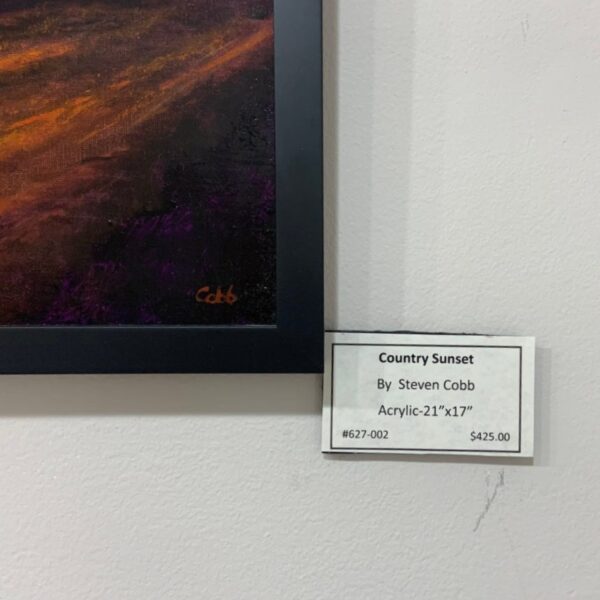 Cobb
Country Sunset
By Steven Cobb
Acrylic-21”x17”
#627-002 $425.00